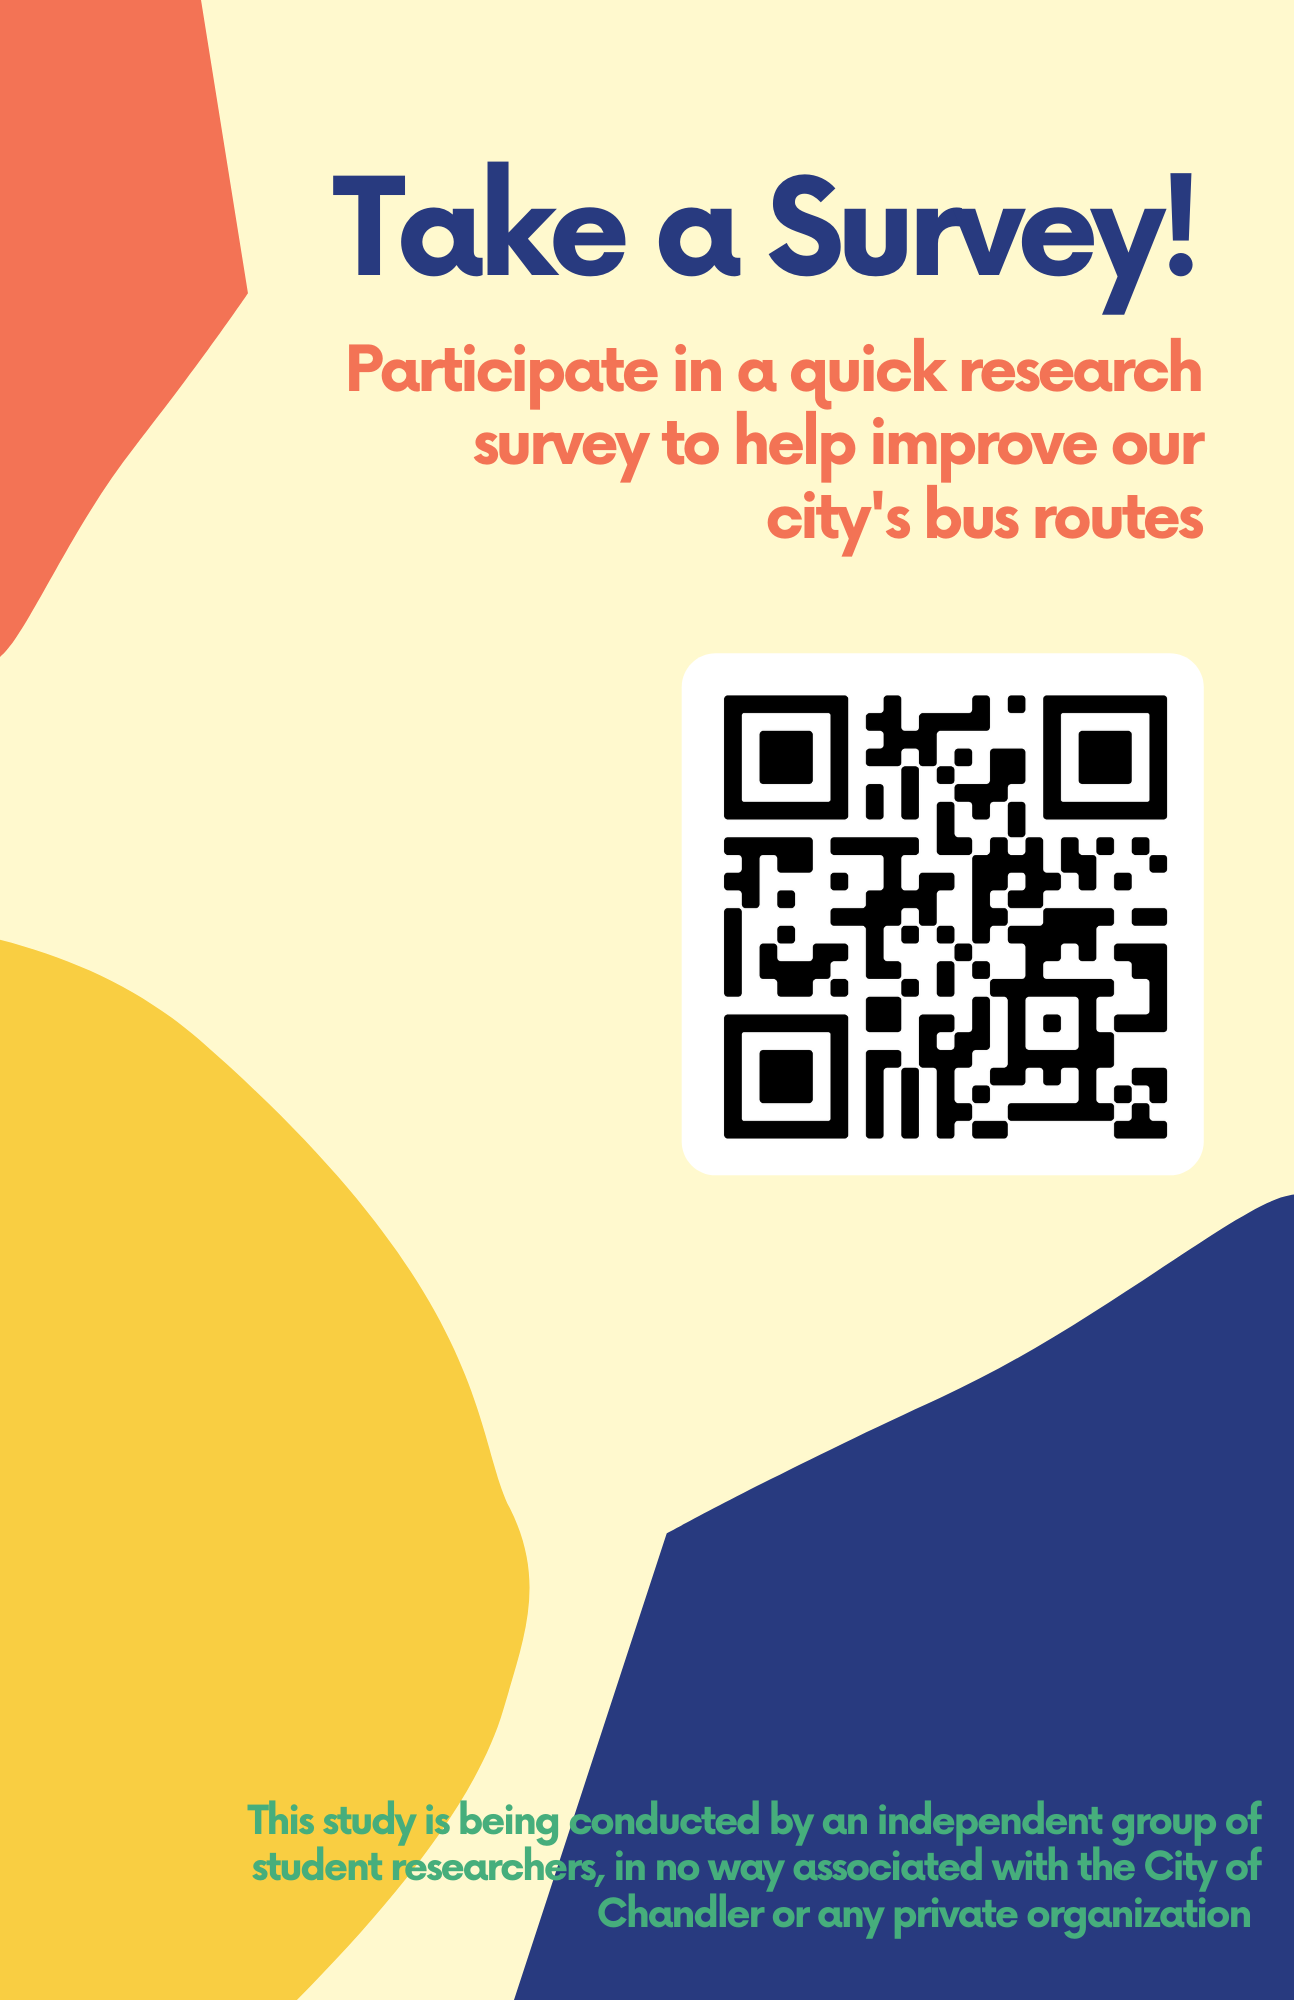 Take a Survey!
Participate in a quick research
survey to help improve our
city's bus routes
This study is being conducted by an independent group of
student researchers, in no way associated with the City of
Chandler or any private organization